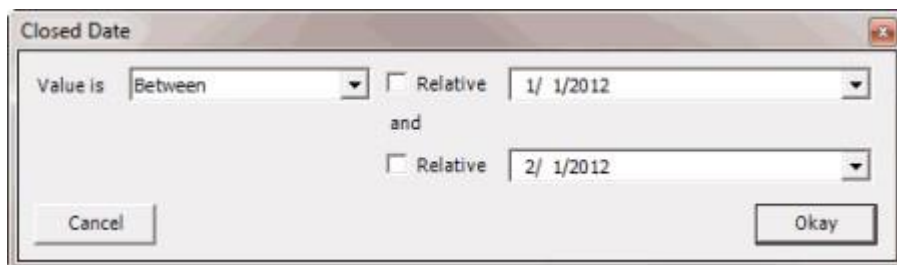 Closed Date
Value is Between Relative 1/ 1/2012
and
Relative 2/ 1/2012
Cancel Okay